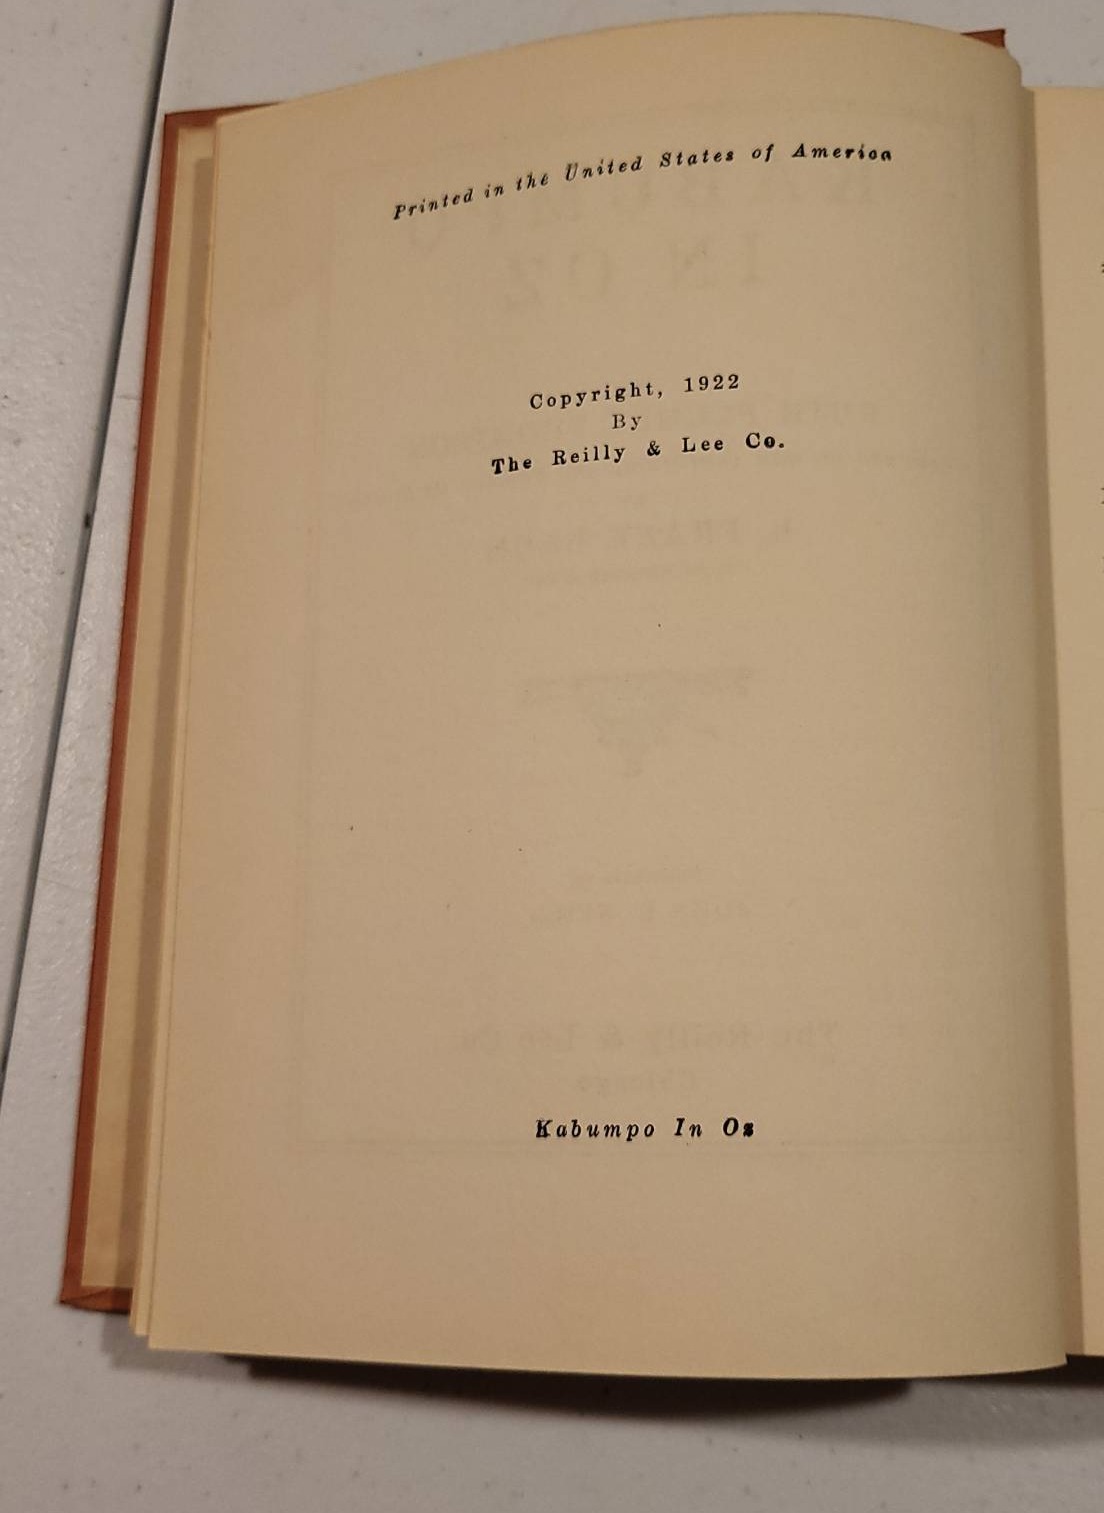 Printed in the United States of America
Copyright, 1922
By
The Reilly & Lee Co.
Kabumpo In Oz